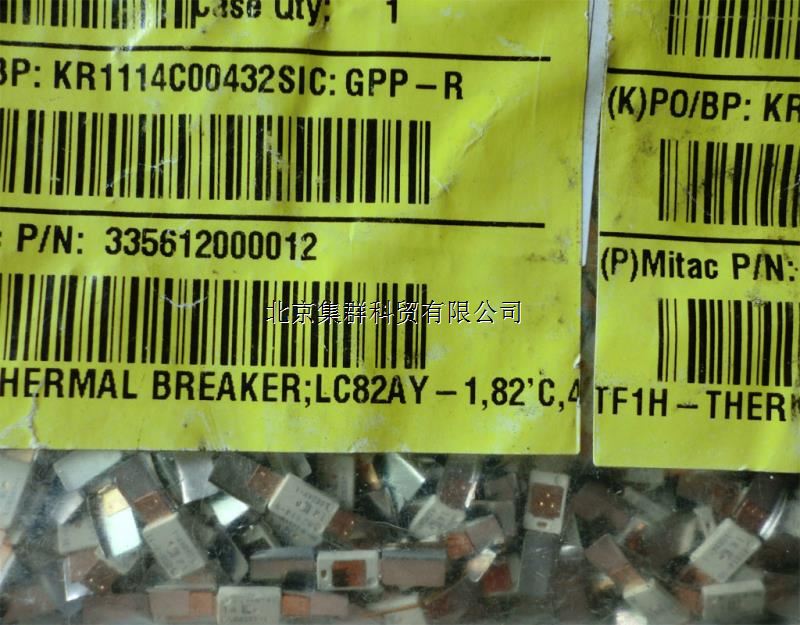 Case Qty; 1
BP: KR1114C00432SIC: GPP-R
P/N: 335612000012
THERMAL BREAKER;LC82AY-1,82'C,4
(K)PO/BP: KR
(P)Mitac P/N:
TF1H-THER
北京集群科贸有限公司